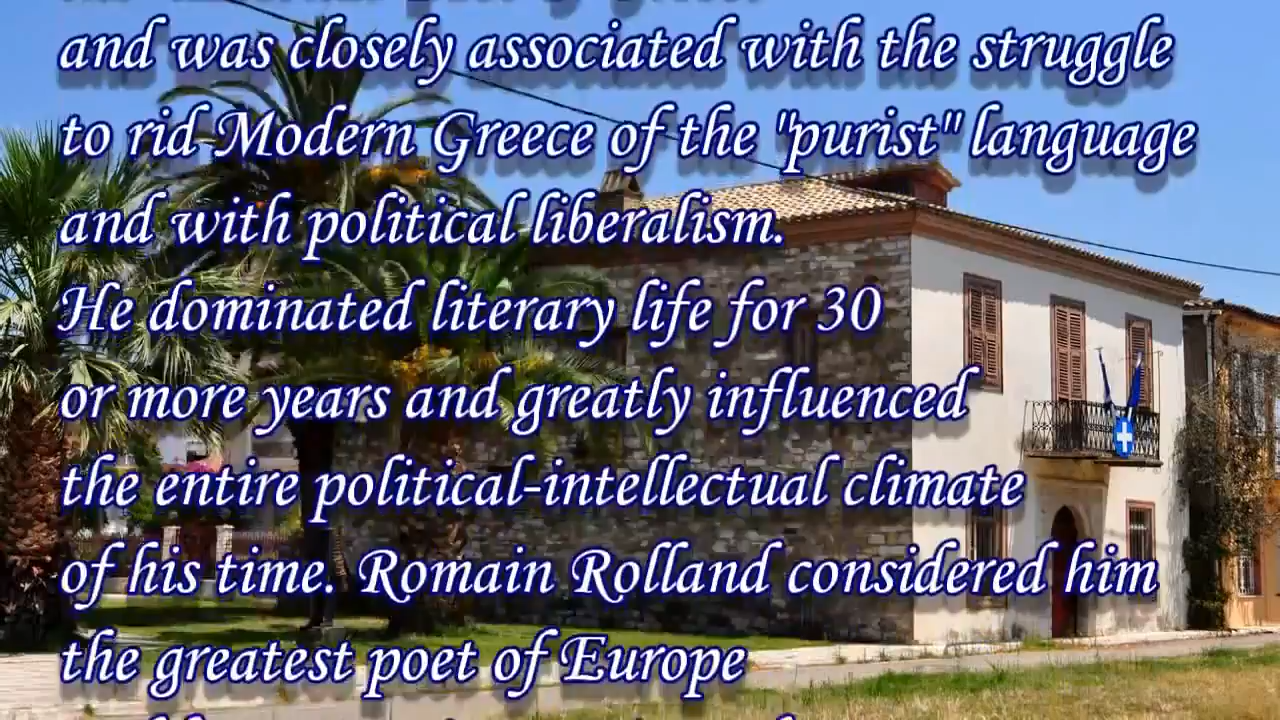 and was closely associated with the struggle
to rid Modern Greece of the "purist" language
and with political liberalism.
He dominated literary life for 30
or more years and greatly influenced
the entire political-intellectual climate
of his time. Romain Rolland considered him
the greatest poet of Europe